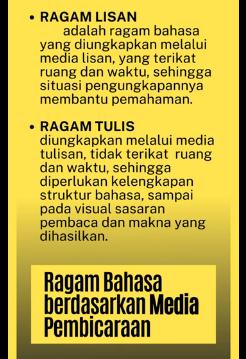 • RAGAM LISAN
adalah ragam bahasa
yang diungkapkan melalui
media lisan, yang terikat
ruang dan waktu, sehingga
situasi pengungkapannya
membantu pemahaman.
• RAGAM TULIS
diungkapkan melalui media
tulisan, tidak terikat ruang
dan waktu, sehingga
diperlukan kelengkapan
struktur bahasa, sampai
pada visual sasaran
pembaca dan makna yang
dihasilkan.
Ragam Bahasa
berdasarkan Media
Pembicaraan